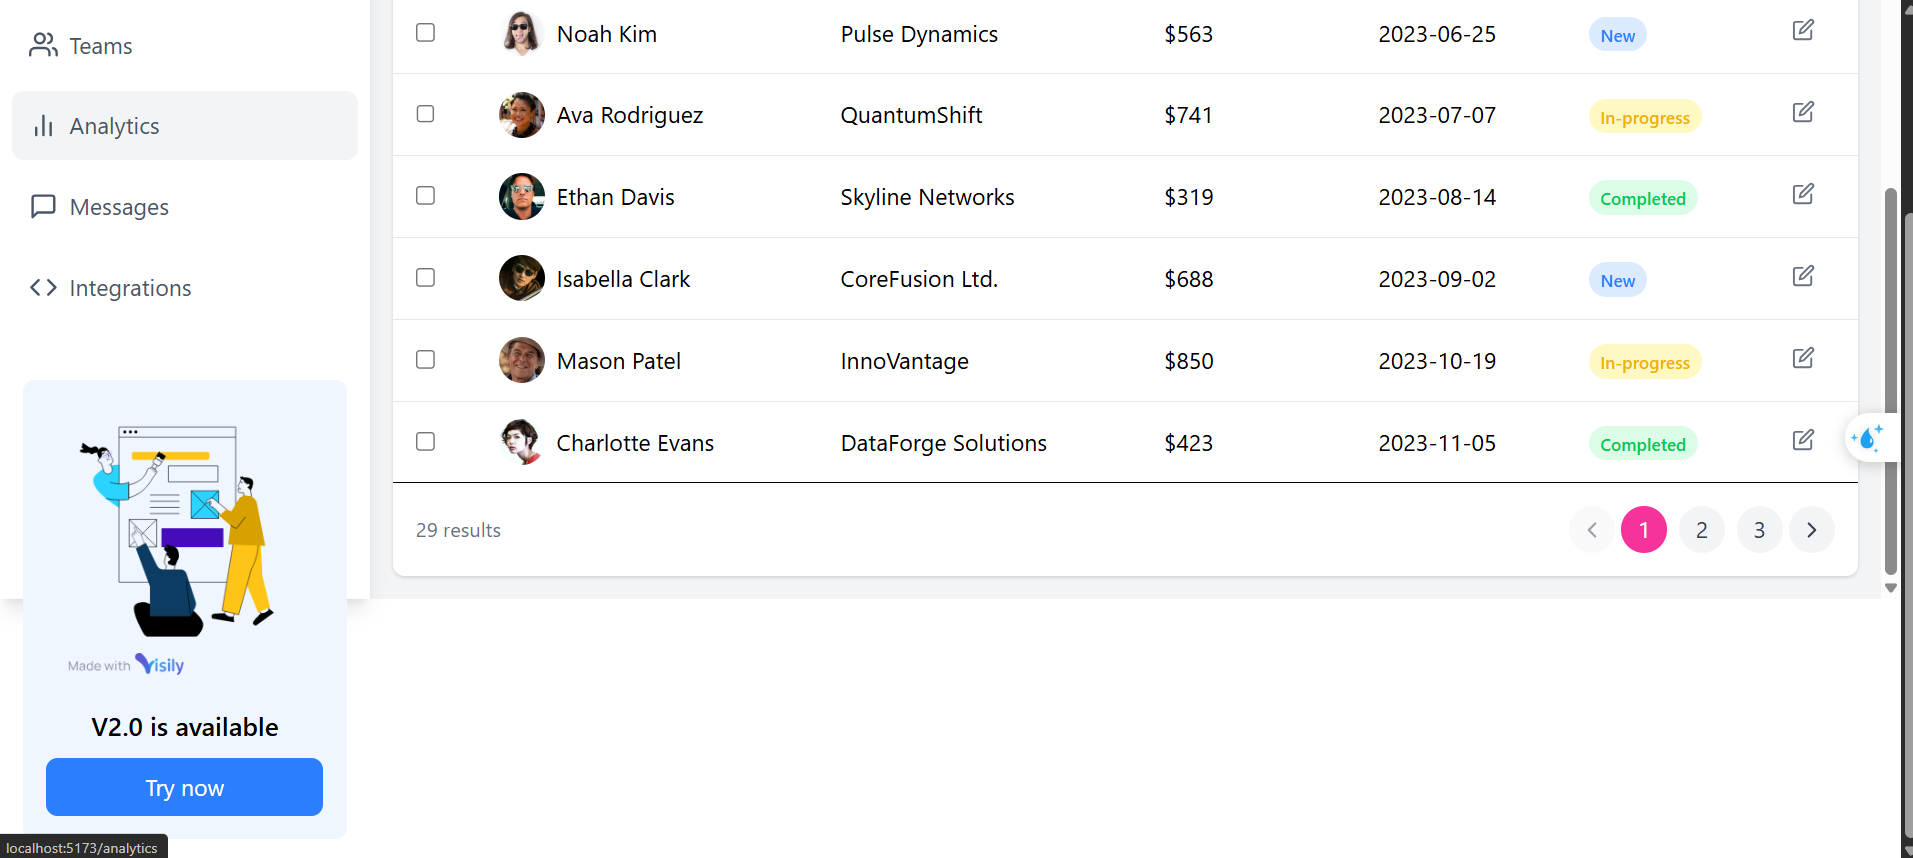 Teams
Analytics
Messages
Integrations
Made with Visily
V2.0 is available
Try now
localhost:5173/analytics
Noah Kim Pulse Dynamics $563 2023-06-25 New
Ava Rodriguez QuantumShift $741 2023-07-07 In-progress
Ethan Davis Skyline Networks $319 2023-08-14 Completed
Isabella Clark CoreFusion Ltd. $688 2023-09-02 New
Mason Patel InnoVantage $850 2023-10-19 In-progress
Charlotte Evans DataForge Solutions $423 2023-11-05 Completed
29 results 1 2 3